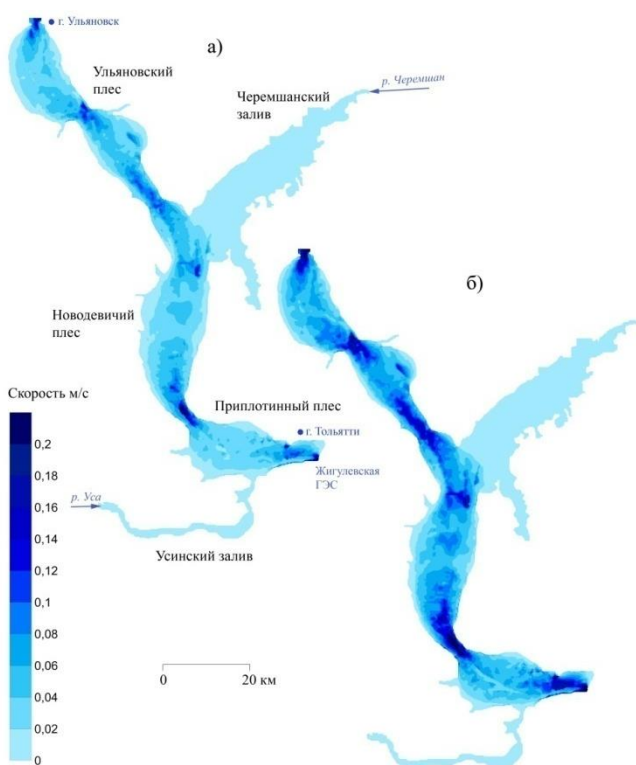 г. Ульяновск
а)
Ульяновский
плес
Черемшанский
залив
р. Черемшан
б)
Новодевичий
плес
Скорость м/с
Приплотинный плес
г. Тольятти
Жигулевская
ГЭС
р. Уса
Усинский залив
0,2
0,18
0,16
0,14
0,12
0,1
0,08
0,06
0,04
0,02
0
0 20 км